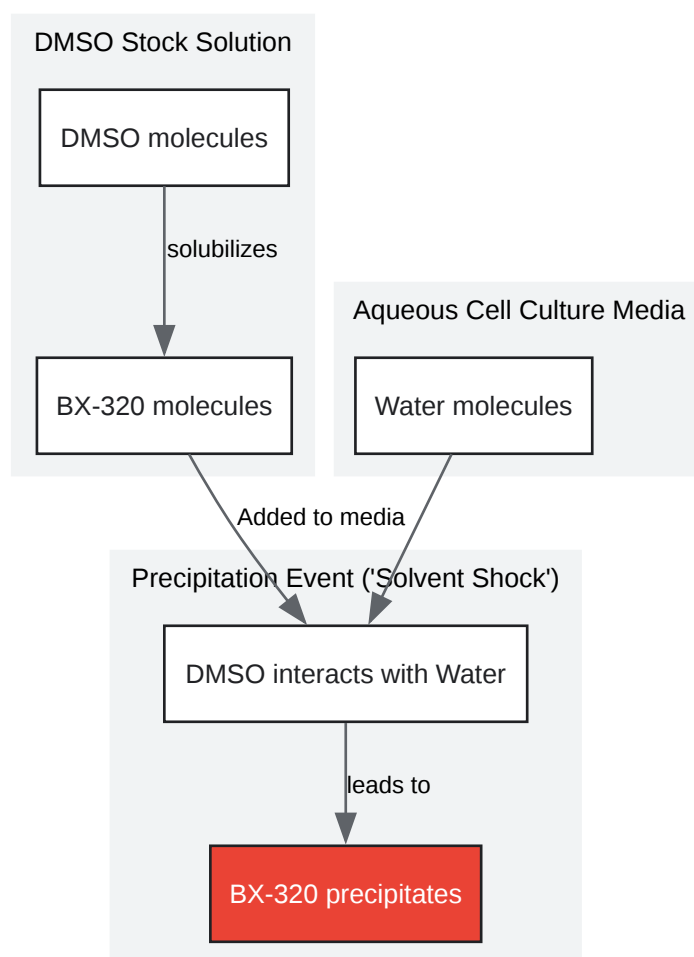 DMSO Stock Solution
DMSO molecules
solubilizes
Aqueous Cell Culture Media
BX-320 molecules
Water molecules
Added to media
Precipitation Event ('Solvent Shock')
DMSO interacts with Water
leads to
BX-320 precipitates